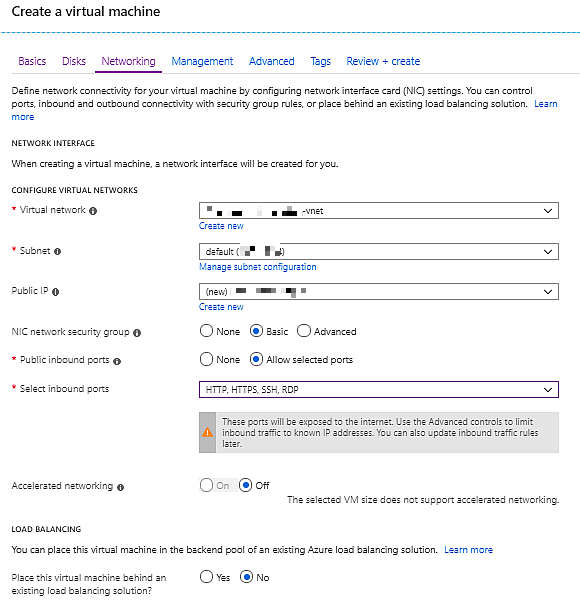 Create a virtual machine
Basics Disks Networking Management Advanced Tags Review + create
Define network connectivity for your virtual machine by configuring network interface card (NIC) settings. You can control
ports, inbound and outbound connectivity with security group rules, or place behind an existing load balancing solution. Learn
more
NETWORK INTERFACE
When creating a virtual machine, a network interface will be created for you.
CONFIGURE VIRTUAL NETWORKS
* Virtual network -vnet
Create new
* Subnet default (
Manage subnet configuration
Public IP (new)
Create new
NIC network security group None Basic Advanced
* Public inbound ports None Allow selected ports
* Select inbound ports HTTP, HTTPS, SSH, RDP
These ports will be exposed to the internet. Use the Advanced controls to limit
inbound traffic to known IP addresses. You can also update inbound traffic rules
later.
Accelerated networking On Off
The selected VM size does not support accelerated networking.
LOAD BALANCING
You can place this virtual machine in the backend pool of an existing Azure load balancing solution. Learn more
Place this virtual machine behind an Yes No
existing load balancing solution?